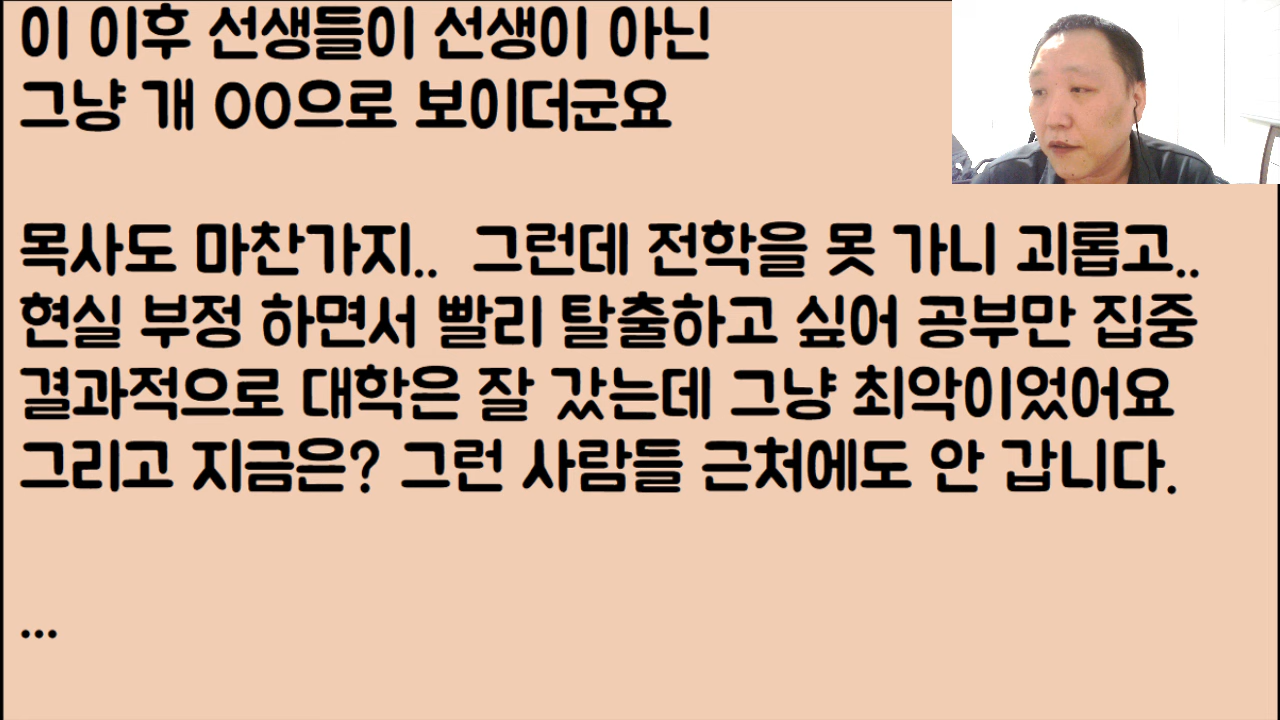 이 이후 선생들이 선생이 아닌
그냥 개 OO으로 보이더군요
목사도 마찬가지.. 그런데 전학을 못 가니 괴롭고..
현실 부정 하면서 빨리 탈출하고 싶어 공부만 집중
결과적으로 대학은 잘 갔는데 그냥 최악이었어요
그리고 지금은? 그런 사람들 근처에도 안 갑니다.
...